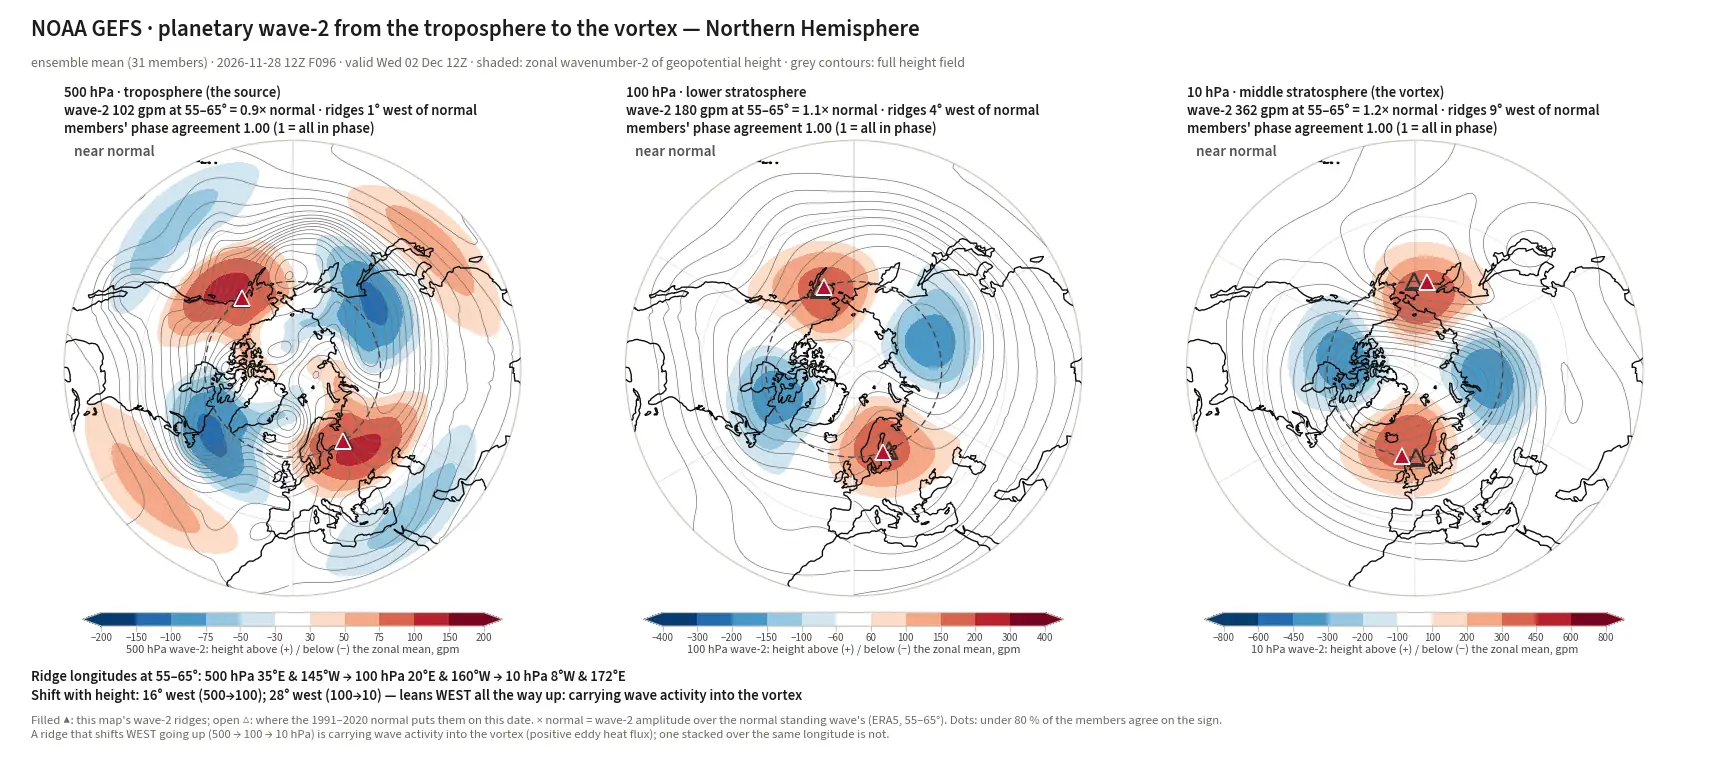 NOAA GEFS · planetary wave-2 from the troposphere to the vortex — Northern Hemisphere
ensemble mean (31 members) · 2026-11-28 12Z F096 · valid Wed 02 Dec 12Z · shaded: zonal wavenumber-2 of geopotential height · grey contours: full height field
500 hPa · troposphere (the source)
wave-2 102 gpm at 55–65° = 0.9× normal · ridges 1° west of normal
members' phase agreement 1.00 (1 = all in phase)
near normal
100 hPa · lower stratosphere
wave-2 180 gpm at 55–65° = 1.1× normal · ridges 4° west of normal
members' phase agreement 1.00 (1 = all in phase)
near normal
10 hPa · middle stratosphere (the vortex)
wave-2 362 gpm at 55–65° = 1.2× normal · ridges 9° west of normal
members' phase agreement 1.00 (1 = all in phase)
near normal
−200 −150 −100 −75 −50 −30 30 50 75 100 150 200
500 hPa wave-2: height above (+) / below (−) the zonal mean, gpm
−400 −300 −200 −150 −100 −60 60 100 150 200 300 400
100 hPa wave-2: height above (+) / below (−) the zonal mean, gpm
−800 −600 −450 −300 −200 −100 100 200 300 450 600 800
10 hPa wave-2: height above (+) / below (−) the zonal mean, gpm
Ridge longitudes at 55–65°: 500 hPa 35°E & 145°W → 100 hPa 20°E & 160°W → 10 hPa 8°W & 172°E
Shift with height: 16° west (500→100); 28° west (100→10) — leans WEST all the way up: carrying wave activity into the vortex
Filled ▲: this map's wave-2 ridges; open △: where the 1991–2020 normal puts them on this date. × normal = wave-2 amplitude over the normal standing wave's (ERA5, 55–65°). Dots: under 80 % of the members agree on the sign.
A ridge that shifts WEST going up (500 → 100 → 10 hPa) is carrying wave activity into the vortex (positive eddy heat flux); one stacked over the same longitude is not.